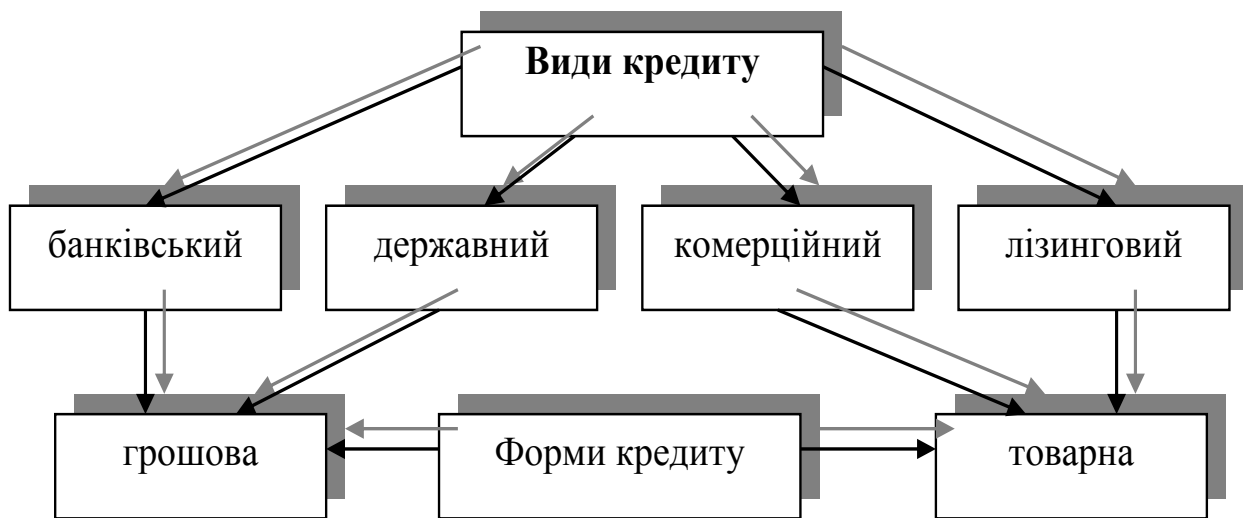 Види кредиту
банківський
державний
комерційний
лізинговий
грошова
Форми кредиту
товарна